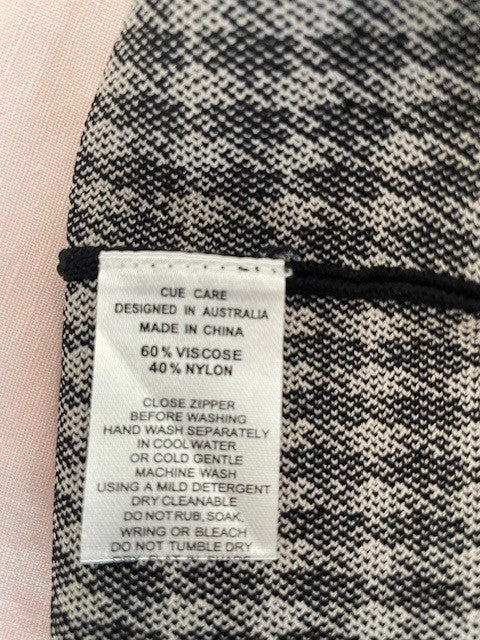 CUE CARE
DESIGNED IN AUSTRALIA
MADE IN CHINA
60% VISCOSE
40% NYLON
CLOSE ZIPPER
BEFORE WASHING
HAND WASH SEPARATELY
IN COOL WATER
OR COLD GENTLE
MACHINE WASH
USING A MILD DETERGENT
DRY CLEANABLE
DO NOT RUB, SOAK,
WRING OR BLEACH
DO NOT TUMBLE DRY